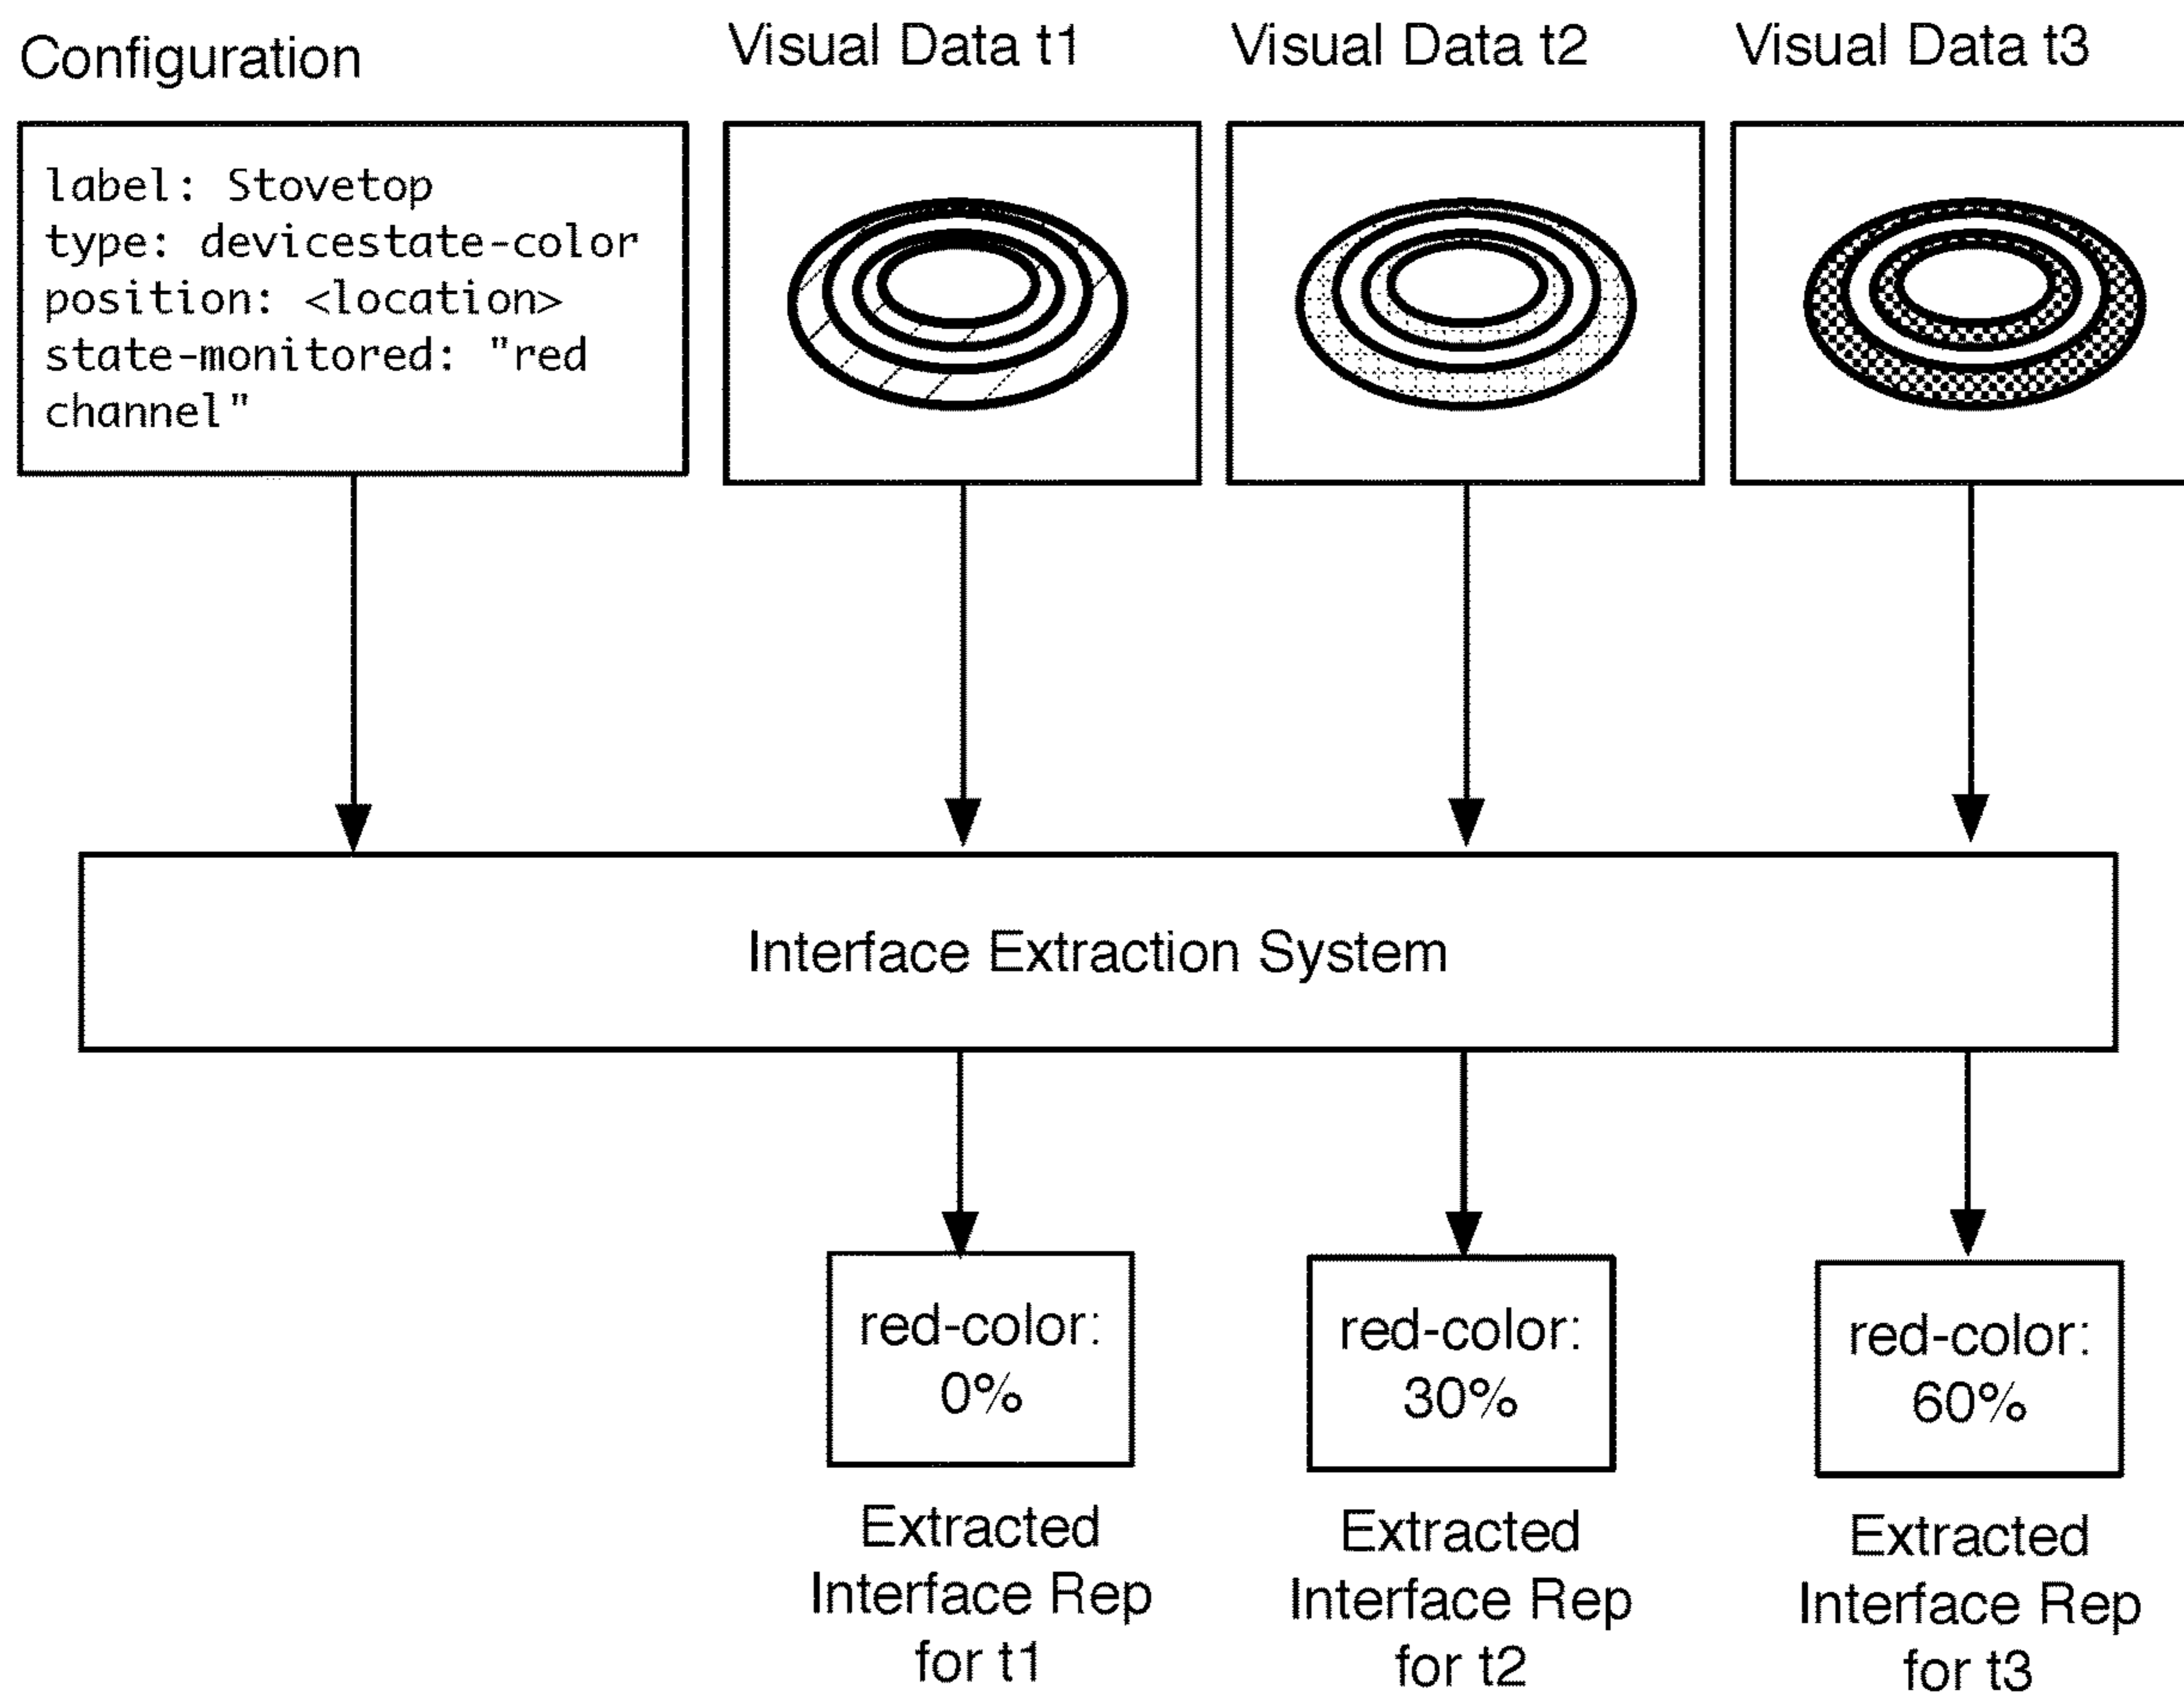 Configuration
label: Stovetop
type: devicestate-color
position: <location>
state-monitored: "red
channel"
Visual Data t1
Visual Data t2
Visual Data t3
Interface Extraction System
red-color:
0%
Extracted
Interface Rep
for t1
red-color:
30%
Extracted
Interface Rep
for t2
red-color:
60%
Extracted
Interface Rep
for t3